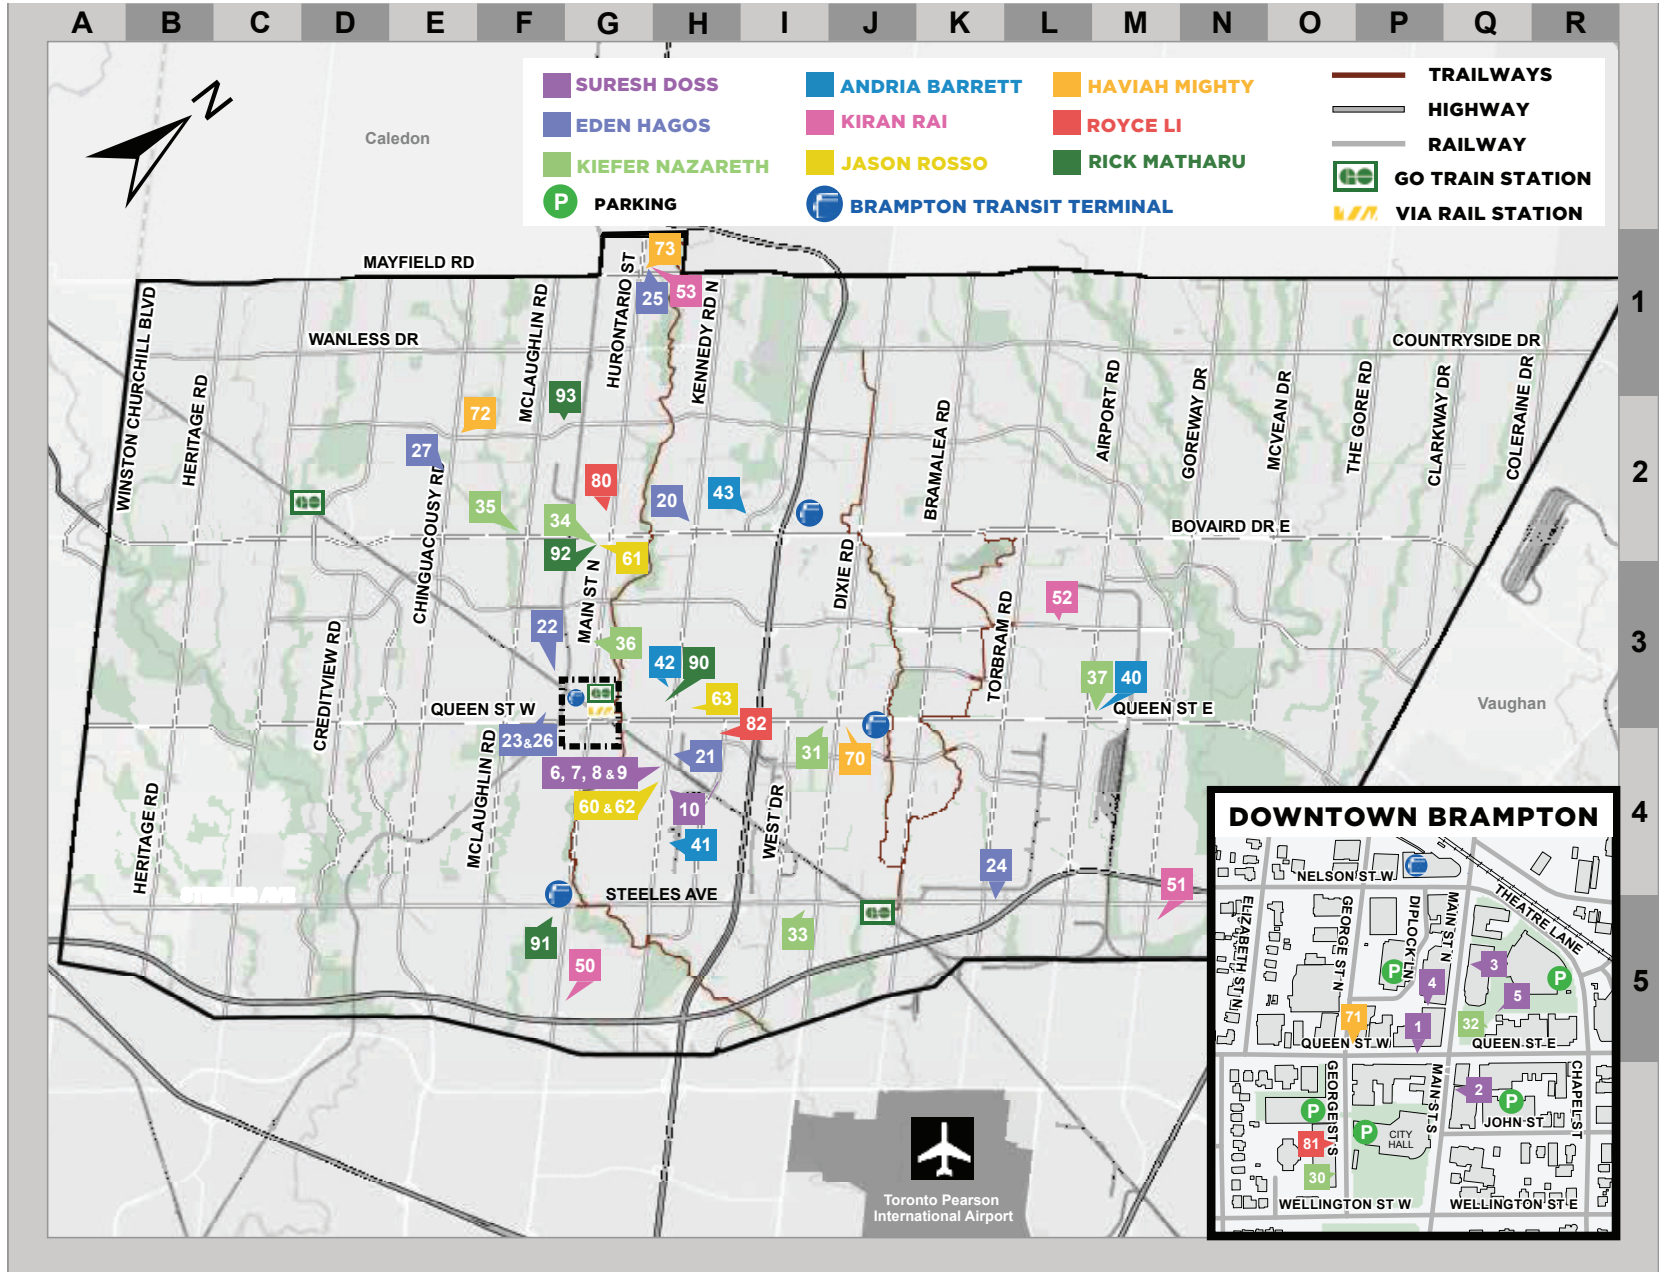 A B C D E F G H I J K L M N O P Q R
N
Caledon
SURESH DOSS
EDEN HAGOS
KIEFER NAZARETH
P PARKING
ANDRIA BARRETT
KIRAN RAI
JASON ROSSO
BRAMPTON TRANSIT TERMINAL
HAVIAH MIGHTY
ROYCE LI
RICK MATHARU
TRAILWAYS
HIGHWAY
RAILWAY
GO GO TRAIN STATION
VIA RAIL STATION
1
2
3
4
5
MAYFIELD RD
73
25
53
WANLESS DR
COUNTRYSIDE DR
WINSTON CHURCHILL BLVD
HERITAGE RD
MCLAUGHLIN RD
HURONTARIO ST
KENNEDY RD N
BRAMALEA RD
AIRPORT RD
GOREWAY DR
MCVEAN DR
THE GORE RD
CLARKWAY DR
COLERAINE DR
93
72
27
CHINGUACOUSY RD
GO
35
34
80
20
43
92
61
BOVAIRD DR E
MAIN ST N
DIXIE RD
52
TORBRAM RD
22
36
42
90
63
37
40
CREDITVIEW RD
QUEEN ST W
GO
QUEEN ST E
Vaughan
23&26
82
21
31
70
6, 7, 8 & 9
60 & 62
10
41
MCLAUGHLIN RD
HERITAGE RD
WEST DR
24
51
STEELES AVE
STEELES AVE
GO
91
33
50
Toronto Pearson
International Airport
DOWNTOWN BRAMPTON
NELSON ST W
THEATRE LANE
ELIZABETH ST N
GEORGE ST N
DIPLOCK LN
MAIN ST N
P
4
3
5
P
71
1
32
QUEEN ST W
QUEEN ST E
GEORGE ST S
MAIN ST S
CHAPEL ST
2
P
P
P
CITY
HALL
JOHN ST
81
30
WELLINGTON ST W
WELLINGTON ST E